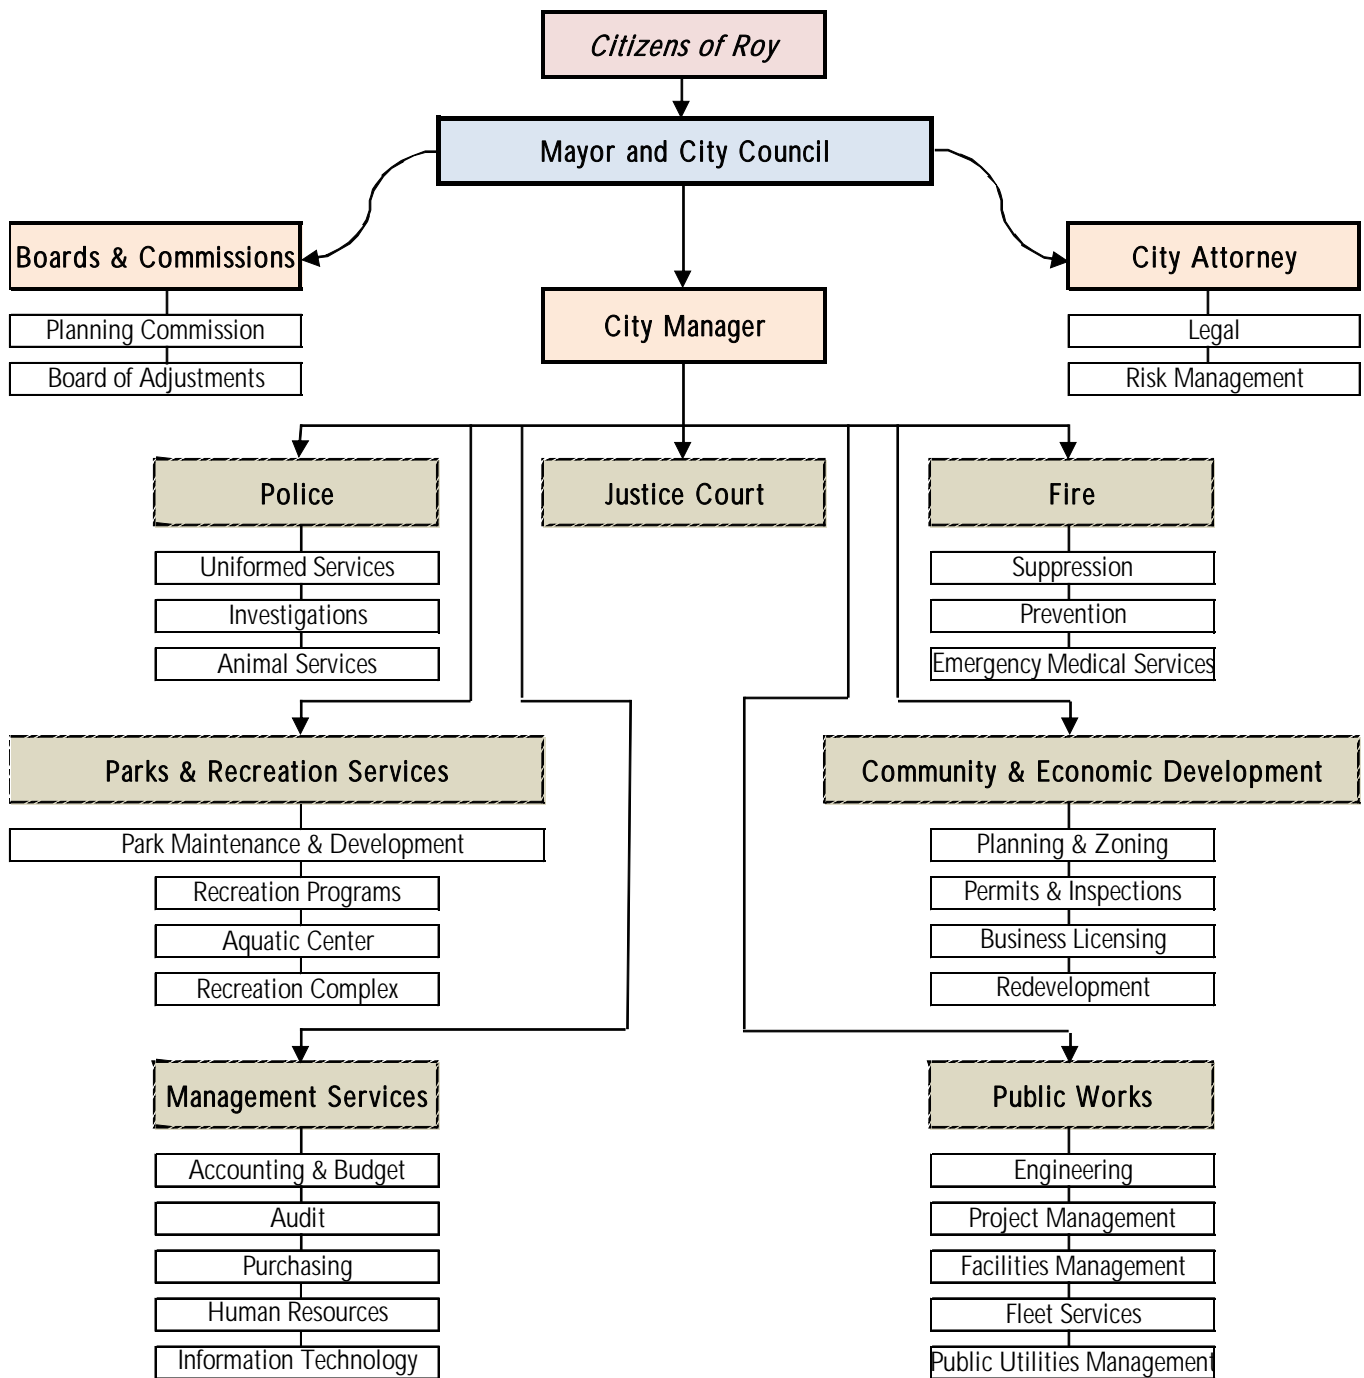 Citizens of Roy
Mayor and City Council
Boards & Commissions
City Attorney
Planning Commission
City Manager
Legal
Board of Adjustments
Risk Management
Police
Justice Court
Fire
Uniformed Services
Suppression
Investigations
Prevention
Animal Services
Emergency Medical Services
Parks & Recreation Services
Community & Economic Development
Park Maintenance & Development
Planning & Zoning
Recreation Programs
Permits & Inspections
Aquatic Center
Business Licensing
Recreation Complex
Redevelopment
Management Services
Public Works
Accounting & Budget
Engineering
Audit
Project Management
Purchasing
Facilities Management
Human Resources
Fleet Services
Information Technology
Public Utilities Management